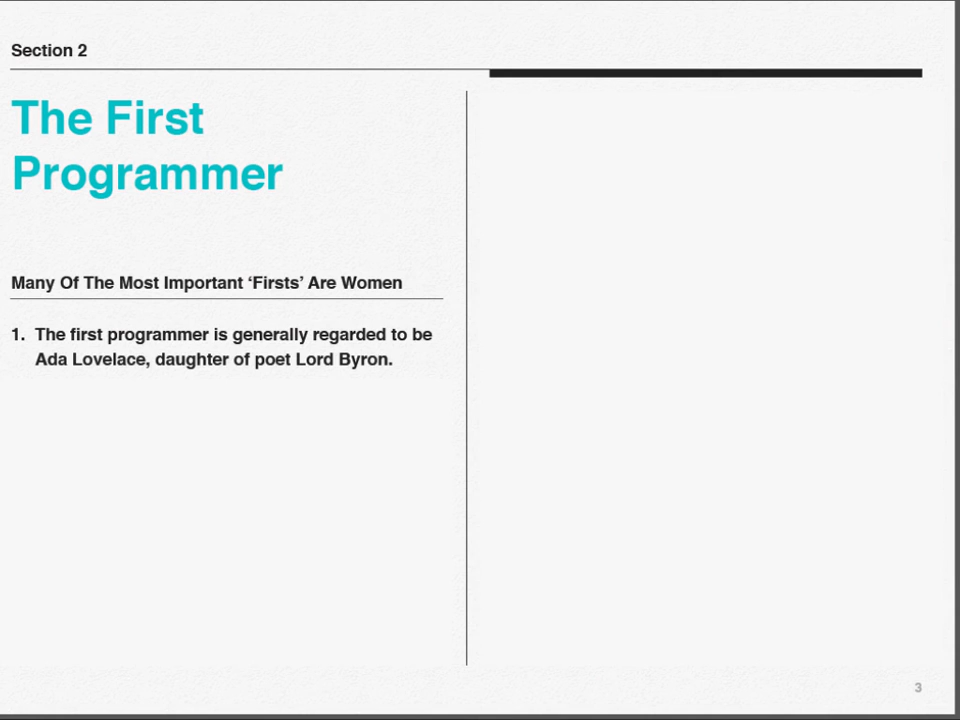 Section 2
The First
Programmer
Many Of The Most Important ‘Firsts’ Are Women
1. The first programmer is generally regarded to be
Ada Lovelace, daughter of poet Lord Byron.
3